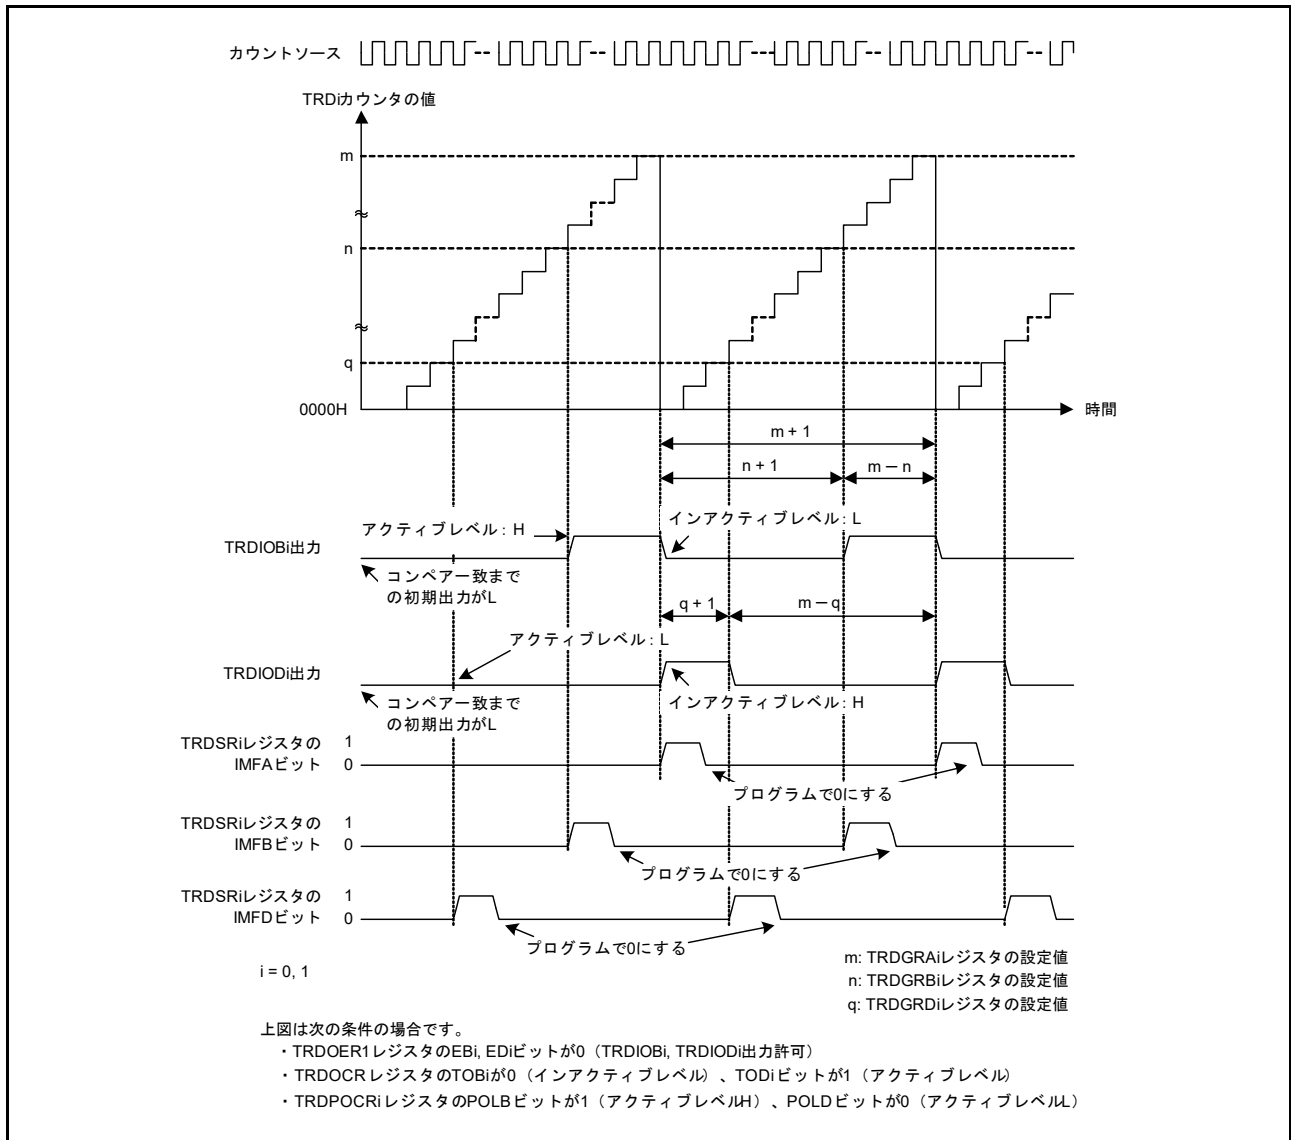 カウントソース
TRDiカウンタの値
m
n
q
0000H
時間
m + 1
n + 1
m － n
アクティブレベル：H
インアクティブレベル：L
TRDIOBi出力
コンペアー致まで
の初期出力がL
q + 1
m － q
アクティブレベル：L
TRDIODi出力
コンペアー致まで
の初期出力がL
インアクティブレベル：H
TRDSRiレジスタの 1
IMFAビット 0
プログラムで0にする
TRDSRiレジスタの 1
IMFBビット 0
プログラムで0にする
TRDSRiレジスタの 1
IMFDビット 0
プログラムで0にする
i = 0, 1
m: TRDGRAiレジスタの設定値
n: TRDGRBiレジスタの設定値
q: TRDGRDiレジスタの設定値
上図は次の条件の場合です。
・TRDOER1レジスタのEBi, EDiビットが0（TRDIOBi, TRDIODi出力許可）
・TRDOCRレジスタのTOBiが0（インアクティブレベル）、TODiビットが1（アクティブレベル）
・TRDPOCRiレジスタのPOLBビットが1（アクティブレベルH）、POLDビットが0（アクティブレベルL）